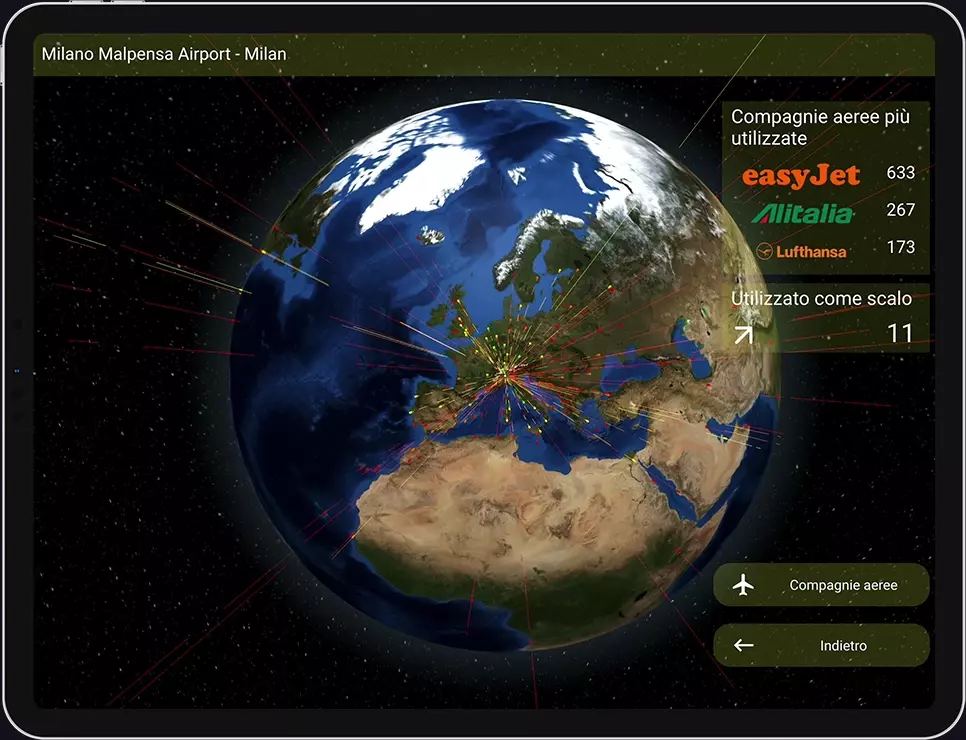 Milano Malpensa Airport - Milan
Compagnie aeree più
utilizzate
easyJet 633
Alitalia 267
Lufthansa 173
Utilizzato come scalo
11
Compagnie aeree
Indietro